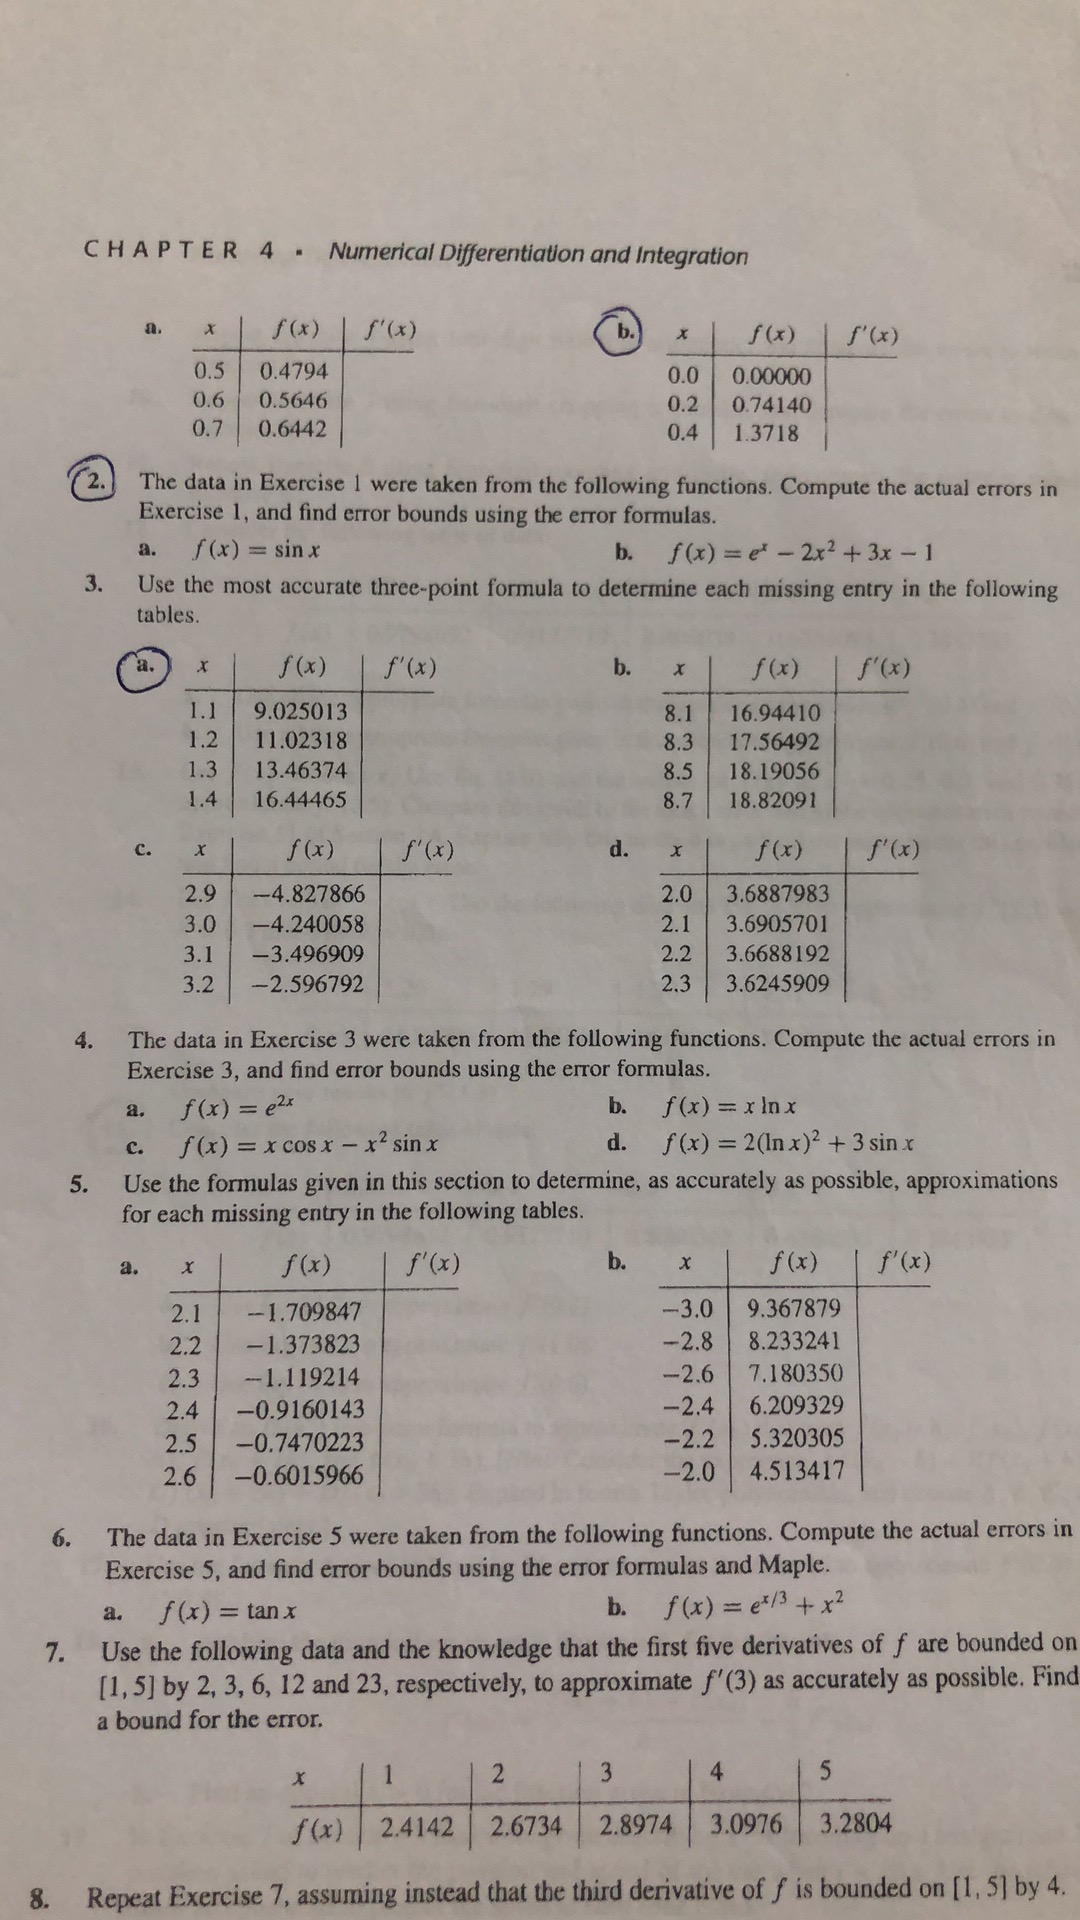 CHAPTER 4 • Numerical Differentiation and Integration
a. x f(x) f'(x) b. x f(x) f'(x)
0.5 0.4794 0.0 0.00000
0.6 0.5646 0.2 0.74140
0.7 0.6442 0.4 1.3718
2. The data in Exercise 1 were taken from the following functions. Compute the actual errors in
Exercise 1, and find error bounds using the error formulas.
a. f(x) = sin x b. f(x) = eˣ − 2x² + 3x − 1
3. Use the most accurate three-point formula to determine each missing entry in the following
tables.
a. x f(x) f'(x) b. x f(x) f'(x)
1.1 9.025013 8.1 16.94410
1.2 11.02318 8.3 17.56492
1.3 13.46374 8.5 18.19056
1.4 16.44465 8.7 18.82091
c. x f(x) f'(x) d. x f(x) f'(x)
2.9 −4.827866 2.0 3.6887983
3.0 −4.240058 2.1 3.6905701
3.1 −3.496909 2.2 3.6688192
3.2 −2.596792 2.3 3.6245909
4. The data in Exercise 3 were taken from the following functions. Compute the actual errors in
Exercise 3, and find error bounds using the error formulas.
a. f(x) = e²ˣ b. f(x) = x ln x
c. f(x) = x cos x − x² sin x d. f(x) = 2(ln x)² + 3 sin x
5. Use the formulas given in this section to determine, as accurately as possible, approximations
for each missing entry in the following tables.
a. x f(x) f'(x) b. x f(x) f'(x)
2.1 −1.709847 −3.0 9.367879
2.2 −1.373823 −2.8 8.233241
2.3 −1.119214 −2.6 7.180350
2.4 −0.9160143 −2.4 6.209329
2.5 −0.7470223 −2.2 5.320305
2.6 −0.6015966 −2.0 4.513417
6. The data in Exercise 5 were taken from the following functions. Compute the actual errors in
Exercise 5, and find error bounds using the error formulas and Maple.
a. f(x) = tan x b. f(x) = e^{x/3} + x²
7. Use the following data and the knowledge that the first five derivatives of f are bounded on
[1, 5] by 2, 3, 6, 12 and 23, respectively, to approximate f'(3) as accurately as possible. Find
a bound for the error.
x 1 2 3 4 5
f(x) 2.4142 2.6734 2.8974 3.0976 3.2804
8. Repeat Exercise 7, assuming instead that the third derivative of f is bounded on [1, 5] by 4.